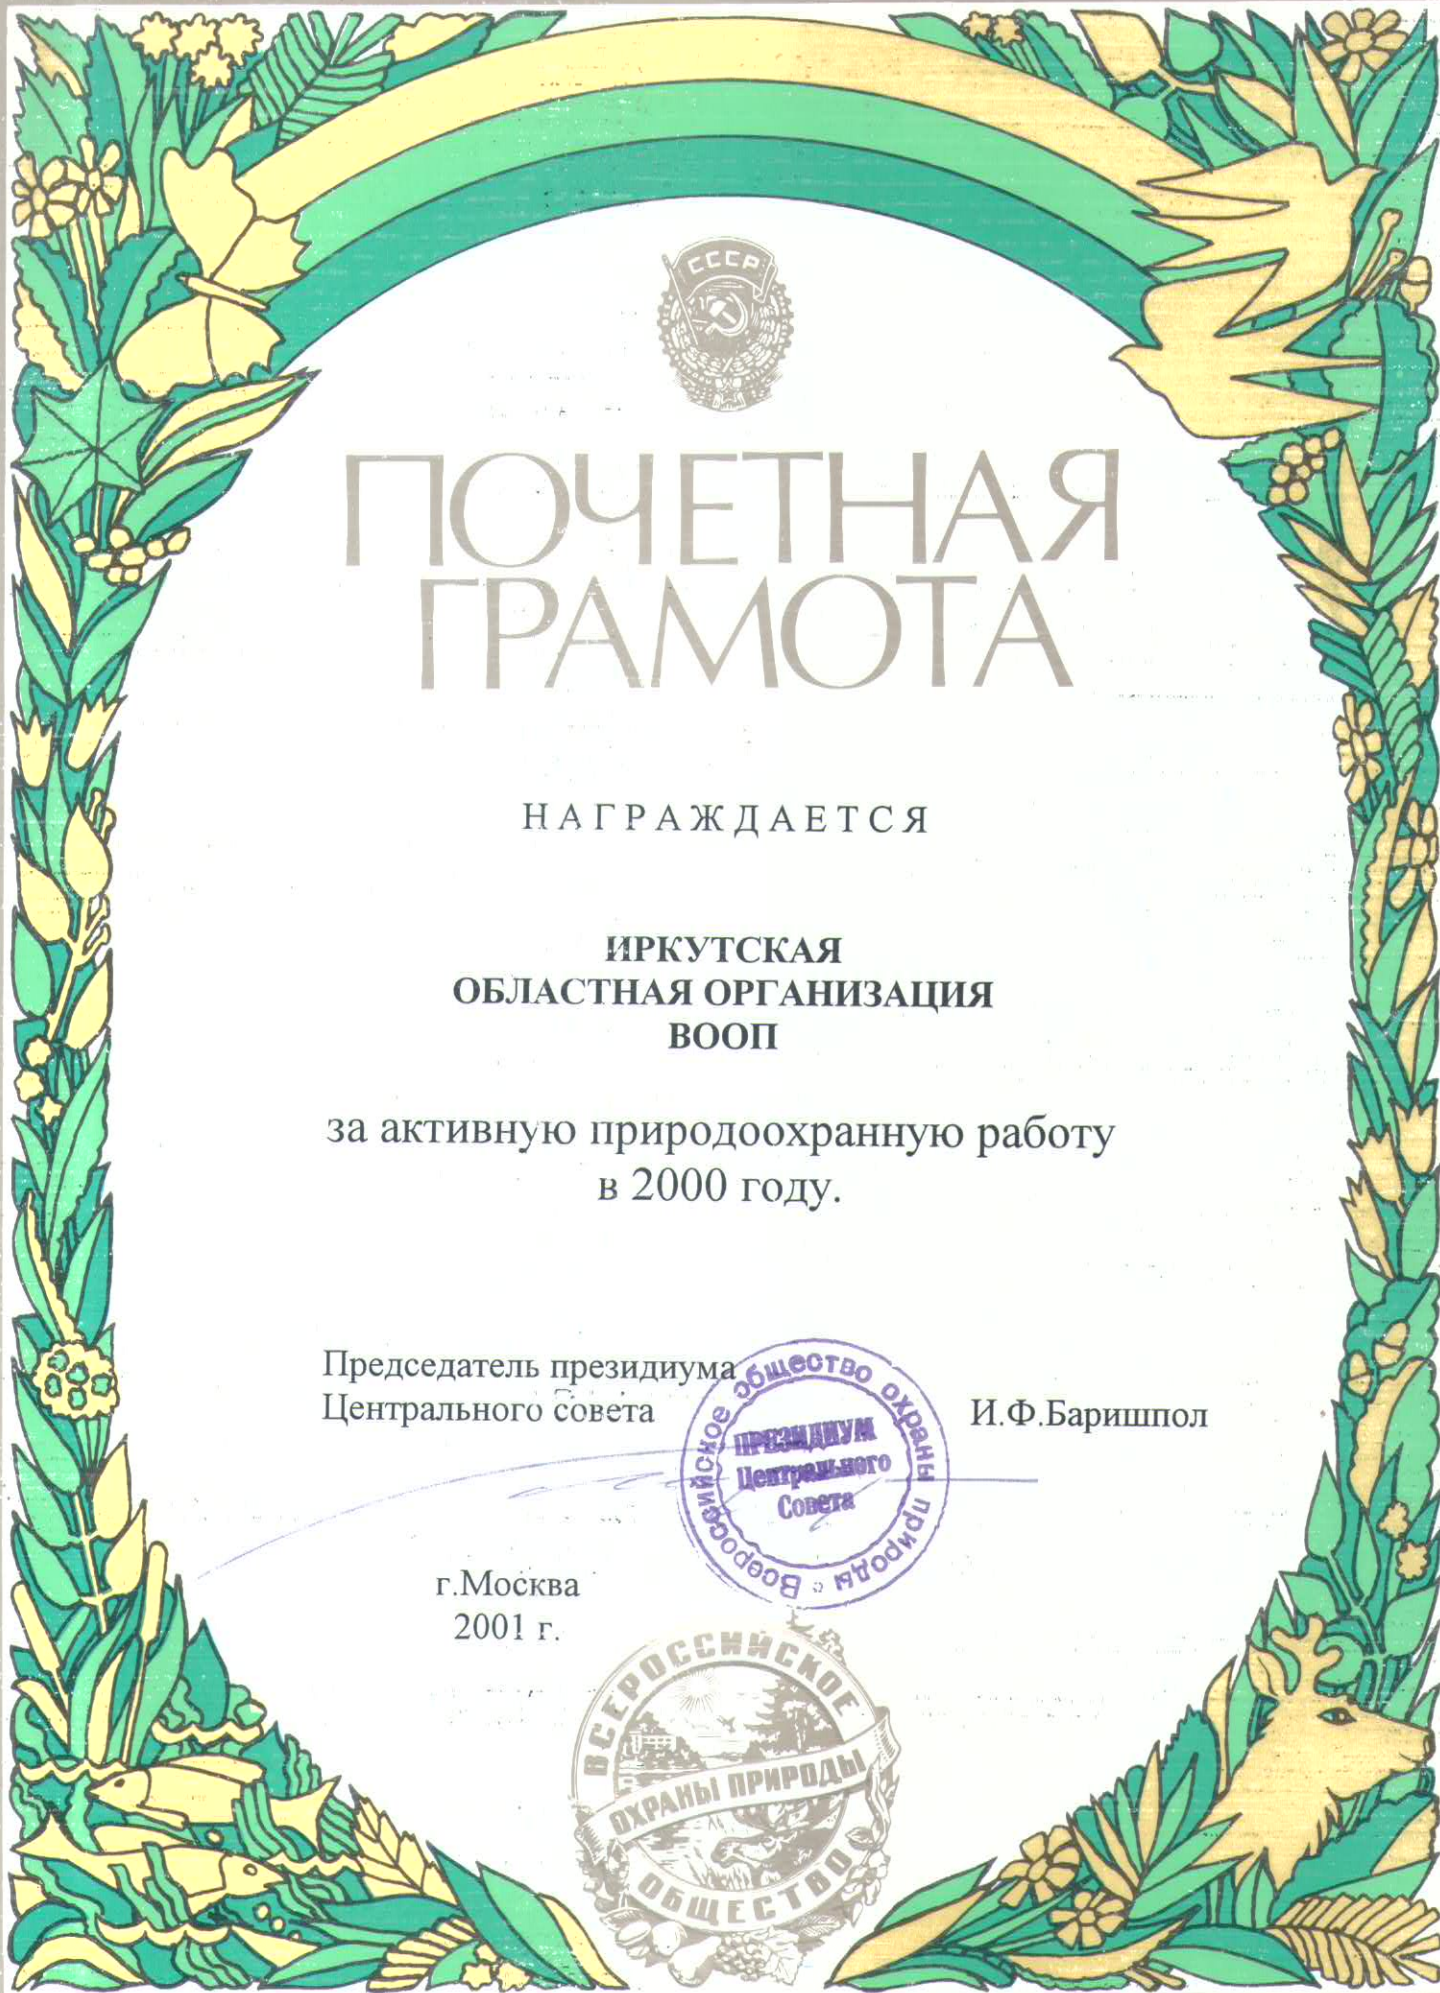 СССР
ПОЧЕТНАЯ
ГРАМОТА
НАГРАЖДАЕТСЯ
ИРКУТСКАЯ
ОБЛАСТНАЯ ОРГАНИЗАЦИЯ
ВООП
за активную природоохранную работу
в 2000 году.
Председатель президиума
Центрального совета
И.Ф.Баришпол
Всероссийское общество охраны природы
ПРЕЗИДИУМ
Центрального
Совета
г.Москва
2001 г.
ВСЕРОССИЙСКОЕ
ОХРАНЫ ПРИРОДЫ
ОБЩЕСТВО